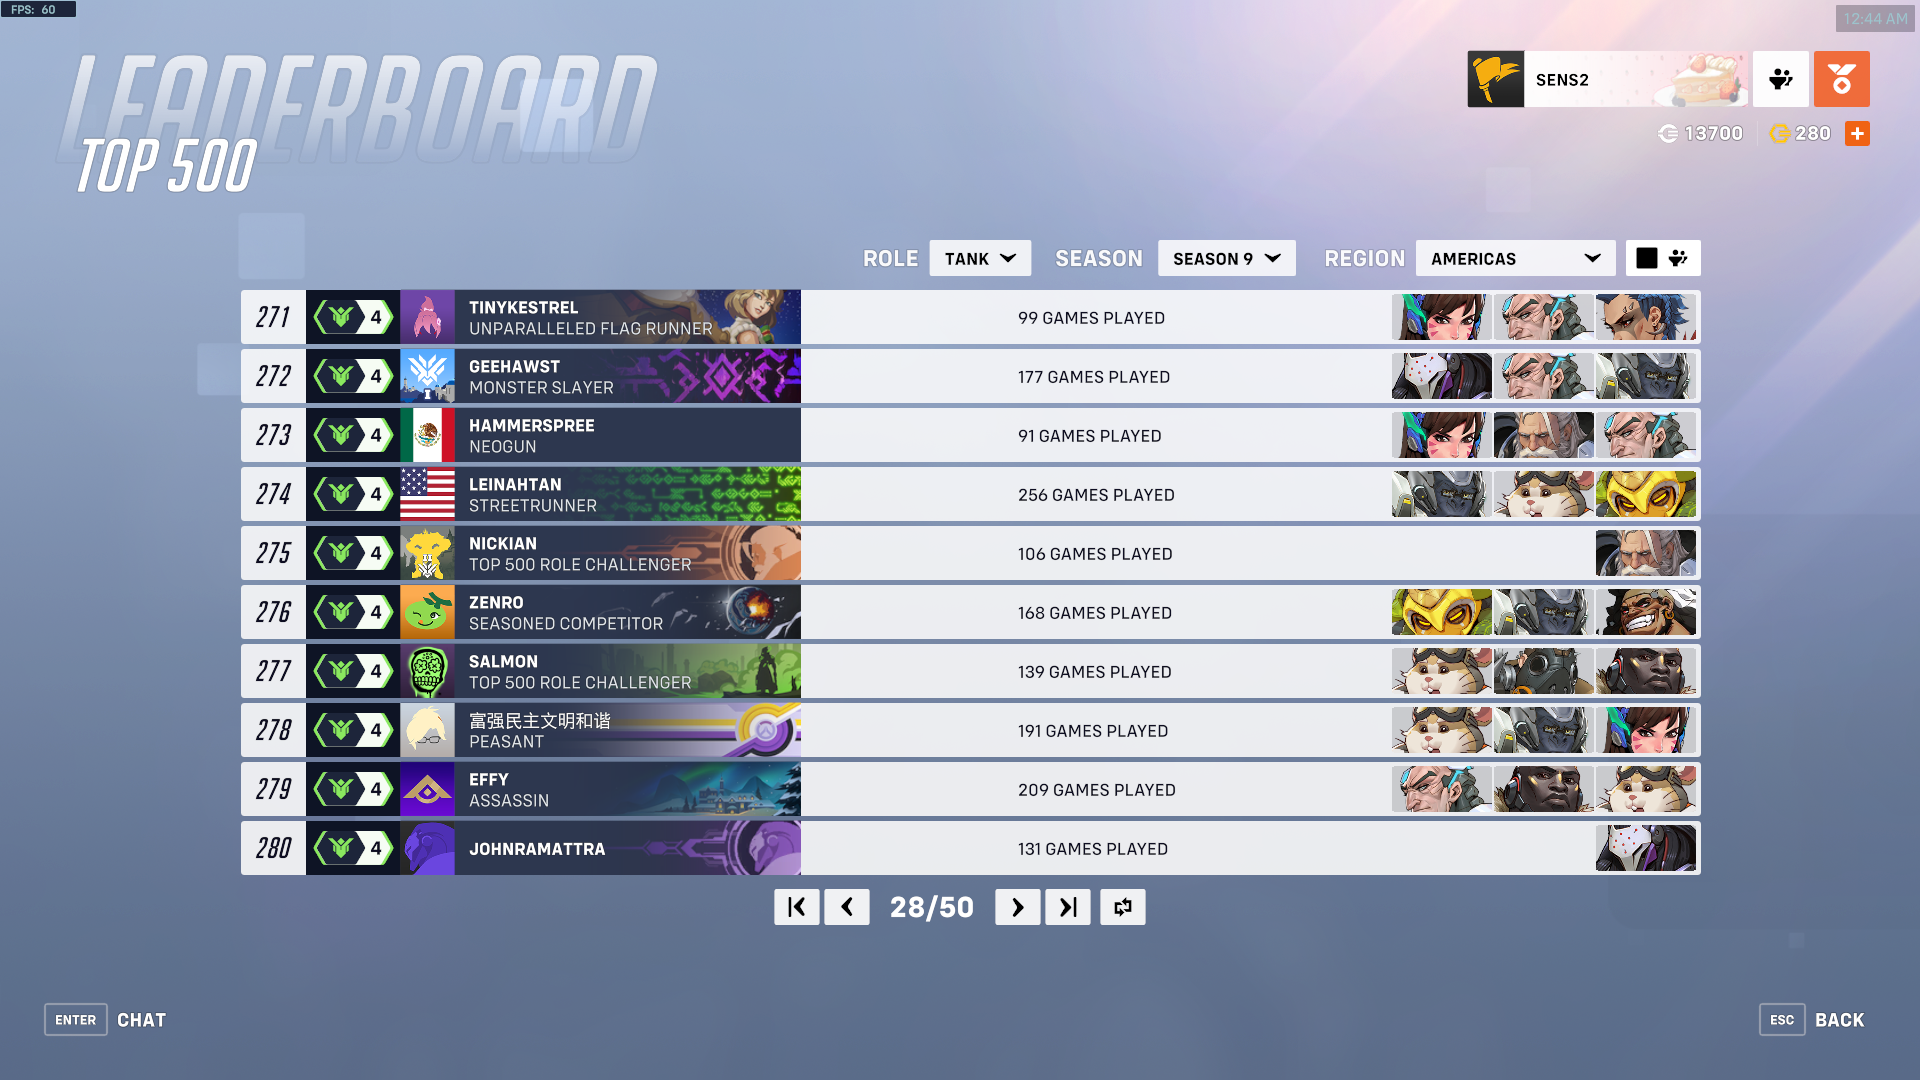 FPS: 60
12:44 AM
LEADERBOARD
TOP 500
SENS2
13700
280
ROLE TANK SEASON SEASON 9 REGION AMERICAS
271 4 TINYKESTREL 99 GAMES PLAYED
UNPARALLELED FLAG RUNNER
272 4 GEEHAWST 177 GAMES PLAYED
MONSTER SLAYER
273 4 HAMMERSPREE 91 GAMES PLAYED
NEOGUN
274 4 LEINAHTAN 256 GAMES PLAYED
STREETRUNNER
275 4 NICKIAN 106 GAMES PLAYED
TOP 500 ROLE CHALLENGER
276 4 ZENRO 168 GAMES PLAYED
SEASONED COMPETITOR
277 4 SALMON 139 GAMES PLAYED
TOP 500 ROLE CHALLENGER
278 4 富强民主文明和谐 191 GAMES PLAYED
PEASANT
279 4 EFFY 209 GAMES PLAYED
ASSASSIN
280 4 JOHNRAMATTRA 131 GAMES PLAYED
28/50
ENTER CHAT
ESC BACK